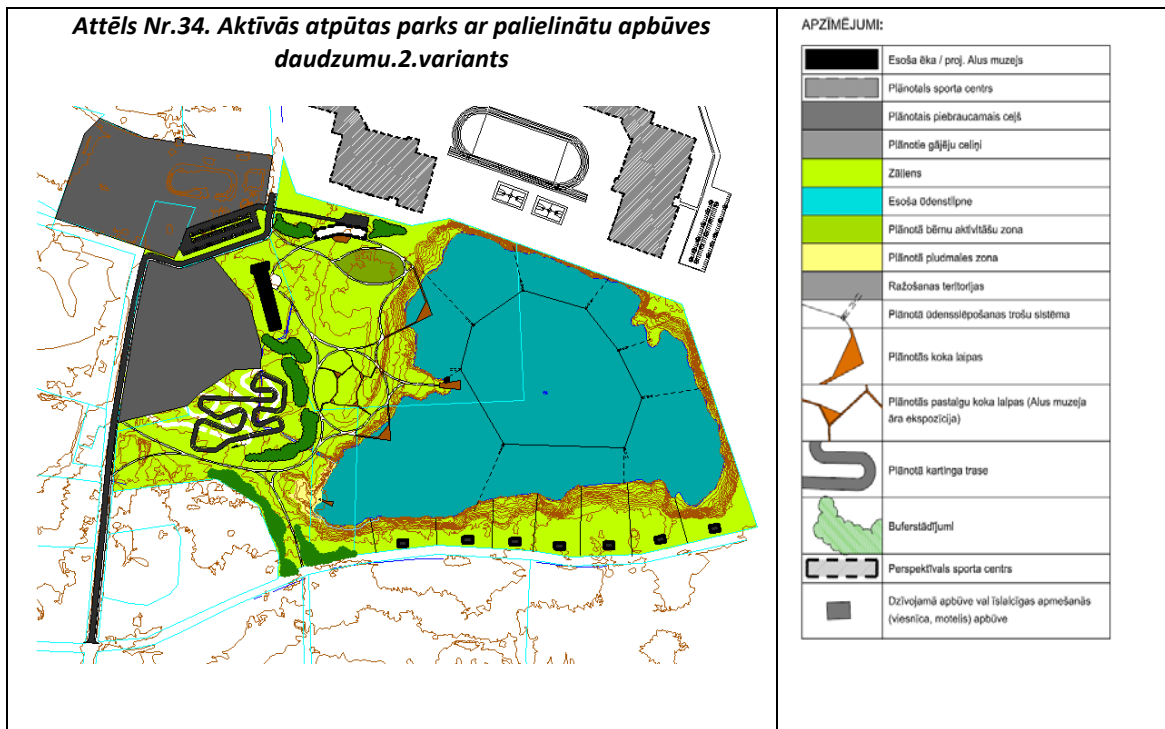 Attēls Nr.34. Aktīvās atpūtas parks ar palielinātu apbūves
daudzumu.2.variants
APZĪMĒJUMI:
Esoša ēka / proj. Alus muzejs
Plānotais sporta centrs
Plānotais piebraucamais ceļš
Plānotie gājēju celiņi
Zāliens
Esoša ūdenstilpne
Plānotā bērnu aktivitāšu zona
Plānotā pludmales zona
Ražošanas teritorijas
Plānotā ūdensslēpošanas trošu sistēma
Plānotās koka laipas
Plānotās pastaigu koka laipas (Alus muzeja
āra ekspozīcija)
Plānotā kartinga trase
Buferstādījumi
Perspektīvais sporta centrs
Dzīvojamā apbūve vai īslaicīgas apmešanās
(viesnīca, motelis) apbūve